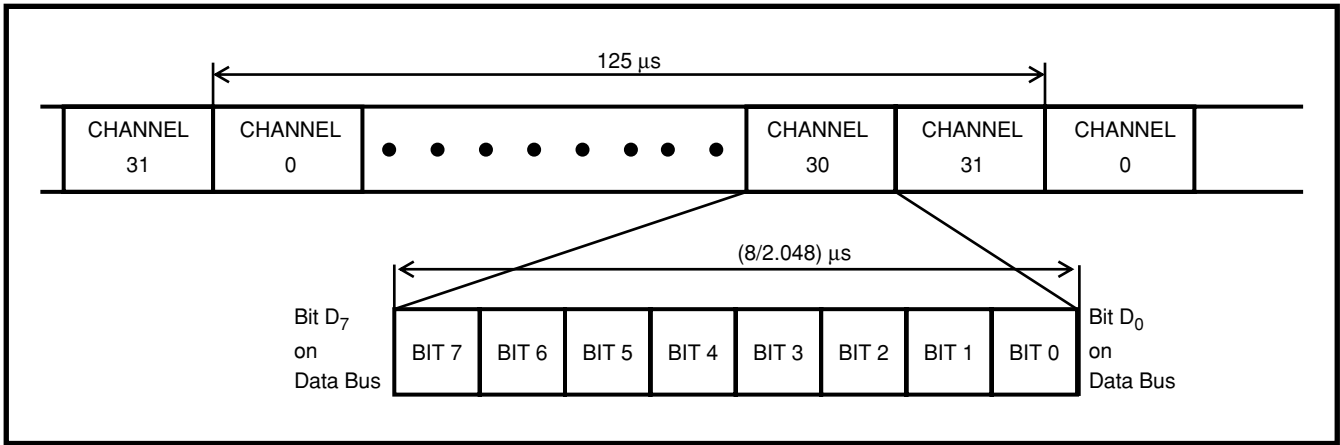 125 µs
CHANNEL 31
CHANNEL 0
CHANNEL 30
CHANNEL 31
CHANNEL 0
(8/2.048) µs
Bit D7 on Data Bus
BIT 7
BIT 6
BIT 5
BIT 4
BIT 3
BIT 2
BIT 1
BIT 0
Bit D0 on Data Bus